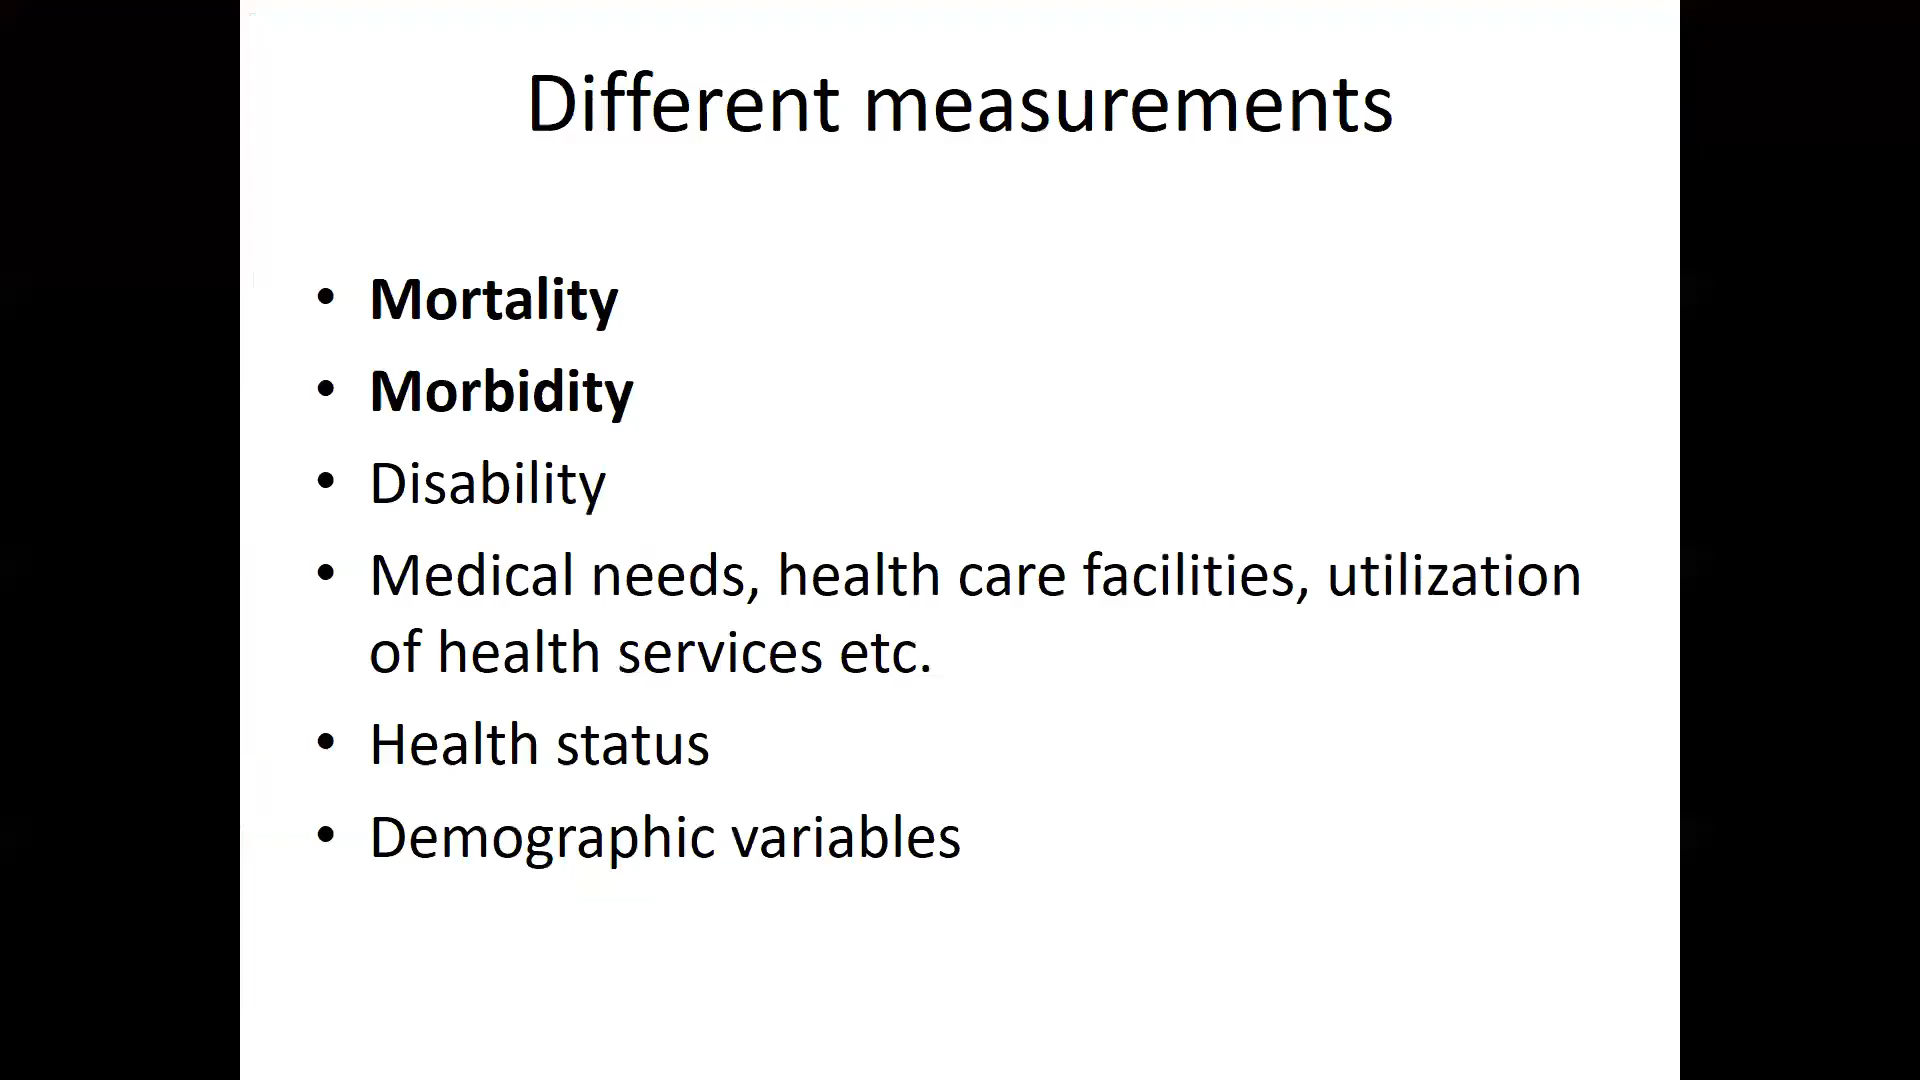 Different measurements
• Mortality
• Morbidity
• Disability
• Medical needs, health care facilities, utilization
of health services etc.
• Health status
• Demographic variables